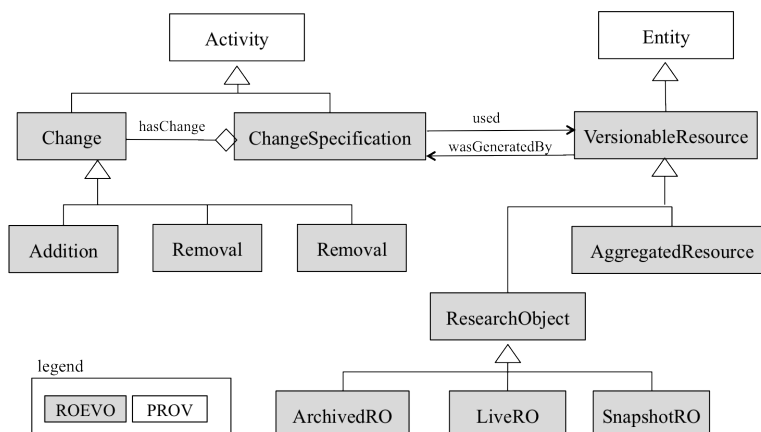 Activity
Entity
Change
hasChange
ChangeSpecification
used
wasGeneratedBy
VersionableResource
Addition
Removal
Removal
AggregatedResource
ResearchObject
legend
ROEVO
PROV
ArchivedRO
LiveRO
SnapshotRO